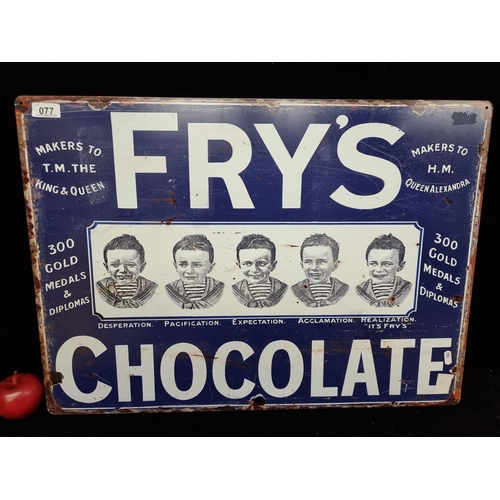 077
FRY'S
MAKERS TO
T.M. THE
KING & QUEEN
MAKERS TO
H.M.
QUEEN ALEXANDRA
300
GOLD
MEDALS
&
DIPLOMAS
300
GOLD
MEDALS
&
DIPLOMAS
DESPERATION. PACIFICATION. EXPECTATION. ACCLAMATION. REALIZATION.
"IT'S FRY'S"
CHOCOLATE